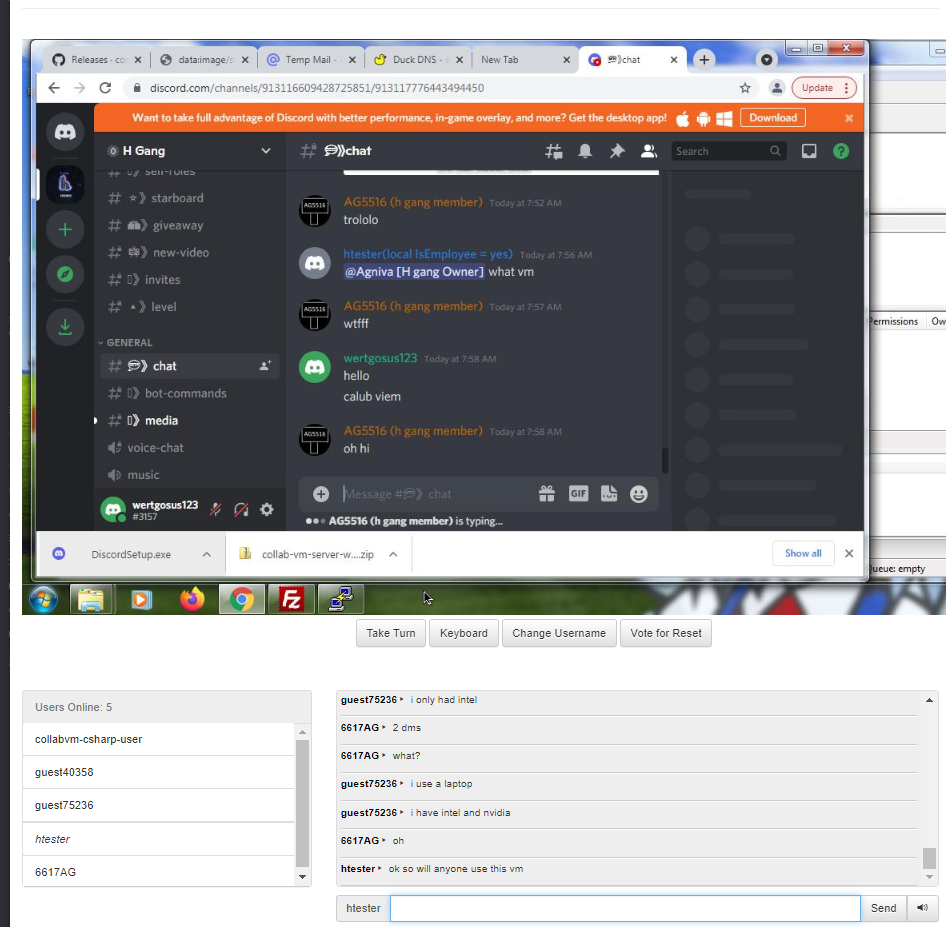 Releases · co
data:image/s
Temp Mail -
Duck DNS -
New Tab
chat
discord.com/channels/913116609428725851/913117776443494450
Update
Want to take full advantage of Discord with better performance, in-game overlay, and more? Get the desktop app!
Download
H Gang
chat
Search
self-roles
starboard
giveaway
new-video
invites
level
GENERAL
chat
bot-commands
media
voice-chat
music
wertgosus123
#3157
AG5516 (h gang member) Today at 7:52 AM
trololo
htester(local IsEmployee = yes) Today at 7:56 AM
@Agniva [H gang Owner] what vm
AG5516 (h gang member) Today at 7:57 AM
wtfff
wertgosus123 Today at 7:58 AM
hello
calub viem
AG5516 (h gang member) Today at 7:58 AM
oh hi
Message # chat
GIF
AG5516 (h gang member) is typing...
Permissions Ow
DiscordSetup.exe
collab-vm-server-w....zip
Show all
Queue: empty
Take Turn
Keyboard
Change Username
Vote for Reset
Users Online: 5
collabvm-csharp-user
guest40358
guest75236
htester
6617AG
guest75236 ‣ i only had intel
6617AG ‣ 2 dms
6617AG ‣ what?
guest75236 ‣ i use a laptop
guest75236 ‣ i have intel and nvidia
6617AG ‣ oh
htester ‣ ok so will anyone use this vm
htester
Send